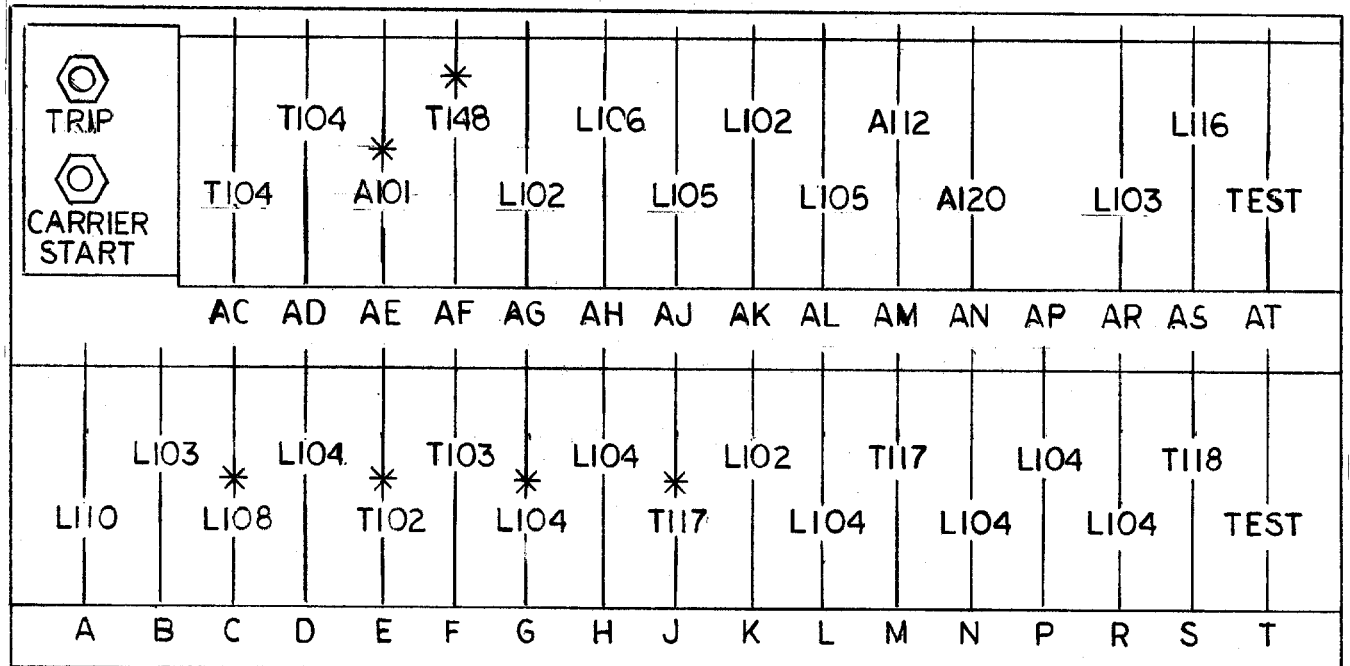 TRIP
CARRIER
START
T104 T148 L106 L102 A112 L116
T104 A101 L102 L105 L105 A120 L103 TEST
AC AD AE AF AG AH AJ AK AL AM AN AP AR AS AT
L103 L104 T103 L104 L102 T117 L104 T118
L110 L108 T102 L104 T117 L104 L104 L104 TEST
A B C D E F G H J K L M N P R S T